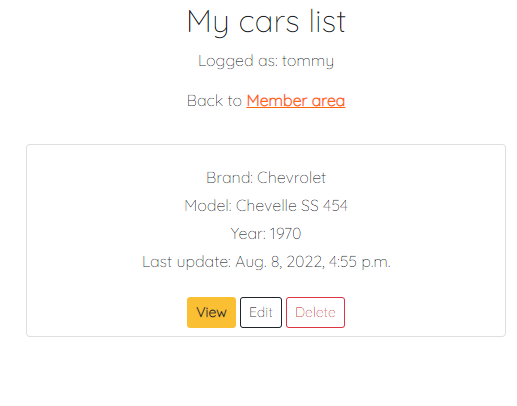 My cars list
Logged as: tommy
Back to Member area
Brand: Chevrolet
Model: Chevelle SS 454
Year: 1970
Last update: Aug. 8, 2022, 4:55 p.m.
View Edit Delete